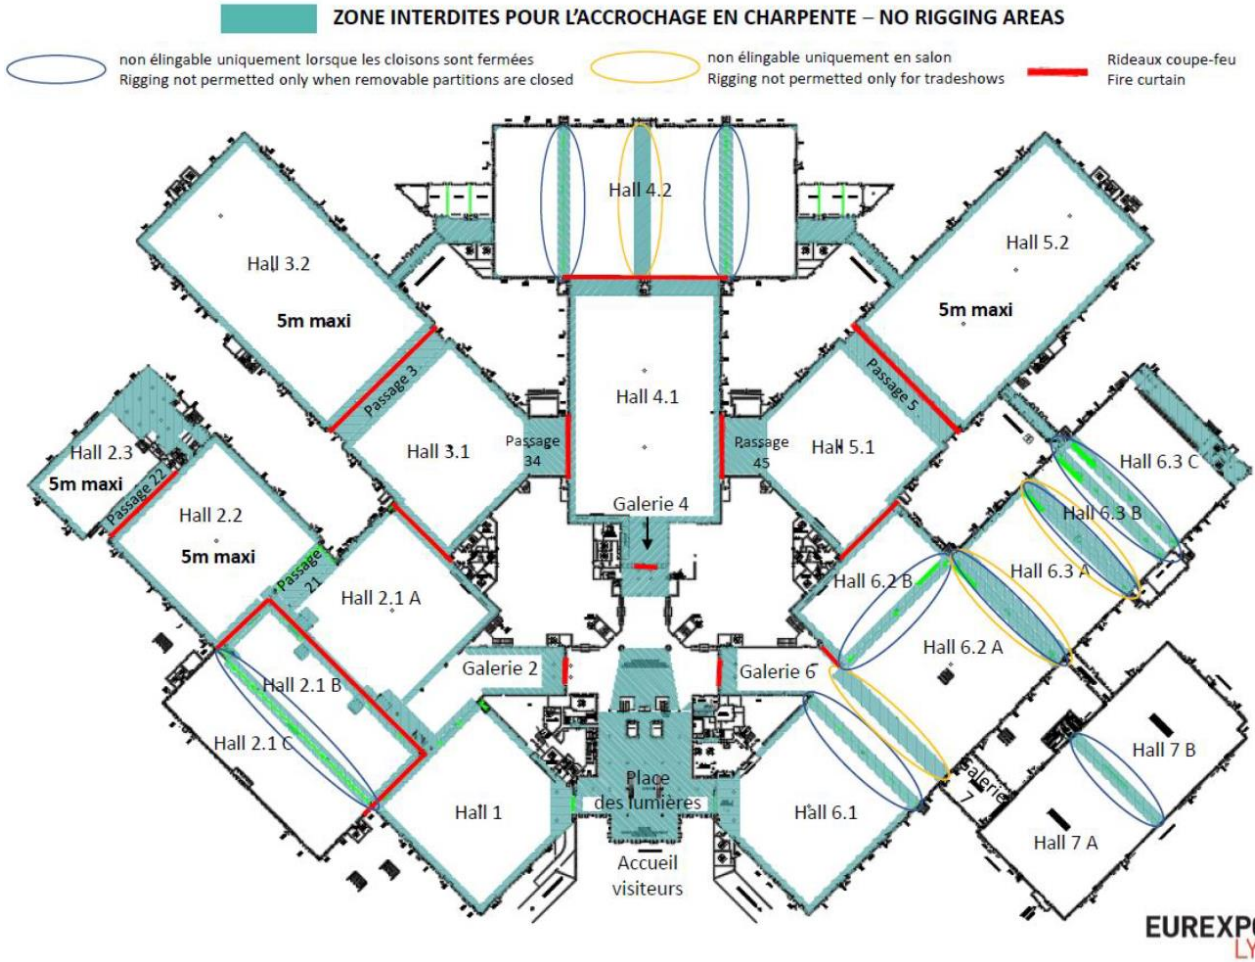 ZONE INTERDITES POUR L'ACCROCHAGE EN CHARPENTE – NO RIGGING AREAS
non élingable uniquement lorsque les cloisons sont fermées
Rigging not permetted only when removable partitions are closed
non élingable uniquement en salon
Rigging not permitted only for tradeshows
Rideaux coupe-feu
Fire curtain
Hall 4.2
Hall 3.2
5m maxi
Hall 5.2
5m maxi
Passage 3
Passage 5
Hall 4.1
Hall 3.1
Passage
34
Passage
45
Hall 5.1
Hall 2.3
5m maxi
Passage 22
Hall 2.2
5m maxi
Galerie 4
Hall 6.3 C
Hall 6.3 B
Hall 6.3 A
Passage
21
Hall 2.1 A
Hall 6.2 B
Hall 6.2 A
Galerie 2
Galerie 6
Hall 2.1 B
Hall 2.1 C
Hall 7 B
Galerie
7
Hall 7 A
Hall 1
Place
des lumières
Hall 6.1
Accueil
visiteurs
EUREXPO
LY